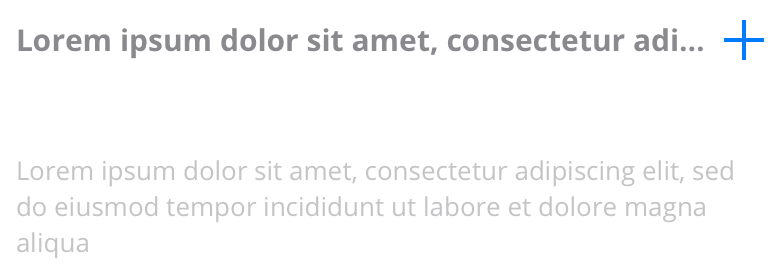 Lorem ipsum dolor sit amet, consectetur adi...
Lorem ipsum dolor sit amet, consectetur adipiscing elit, sed
do eiusmod tempor incididunt ut labore et dolore magna
aliqua